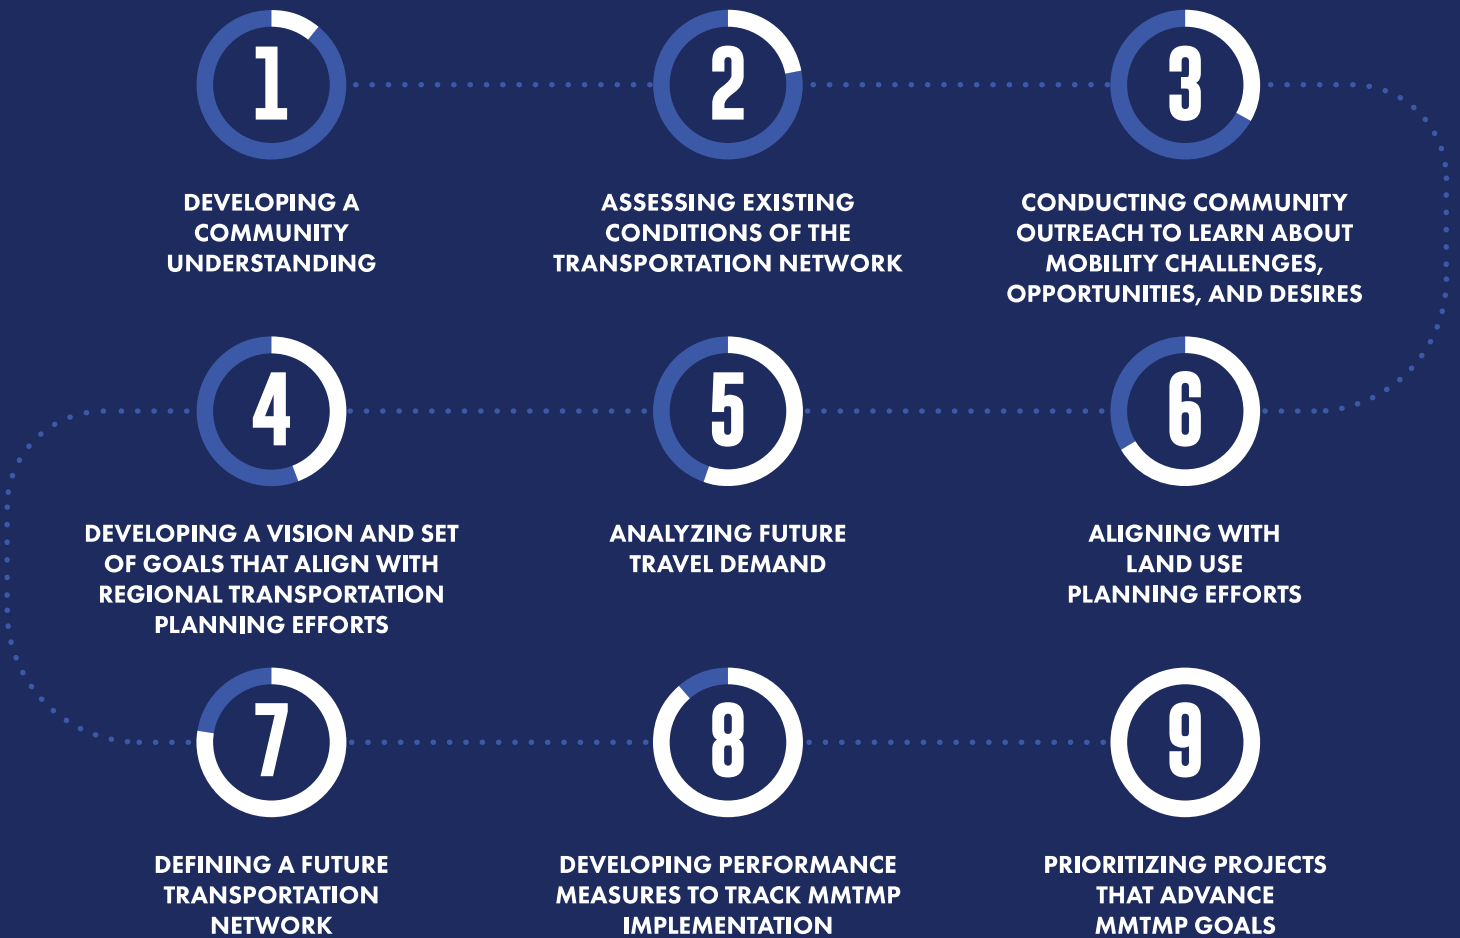 1
DEVELOPING A
COMMUNITY
UNDERSTANDING
2
ASSESSING EXISTING
CONDITIONS OF THE
TRANSPORTATION NETWORK
3
CONDUCTING COMMUNITY
OUTREACH TO LEARN ABOUT
MOBILITY CHALLENGES,
OPPORTUNITIES, AND DESIRES
4
DEVELOPING A VISION AND SET
OF GOALS THAT ALIGN WITH
REGIONAL TRANSPORTATION
PLANNING EFFORTS
5
ANALYZING FUTURE
TRAVEL DEMAND
6
ALIGNING WITH
LAND USE
PLANNING EFFORTS
7
DEFINING A FUTURE
TRANSPORTATION
NETWORK
8
DEVELOPING PERFORMANCE
MEASURES TO TRACK MMTMP
IMPLEMENTATION
9
PRIORITIZING PROJECTS
THAT ADVANCE
MMTMP GOALS